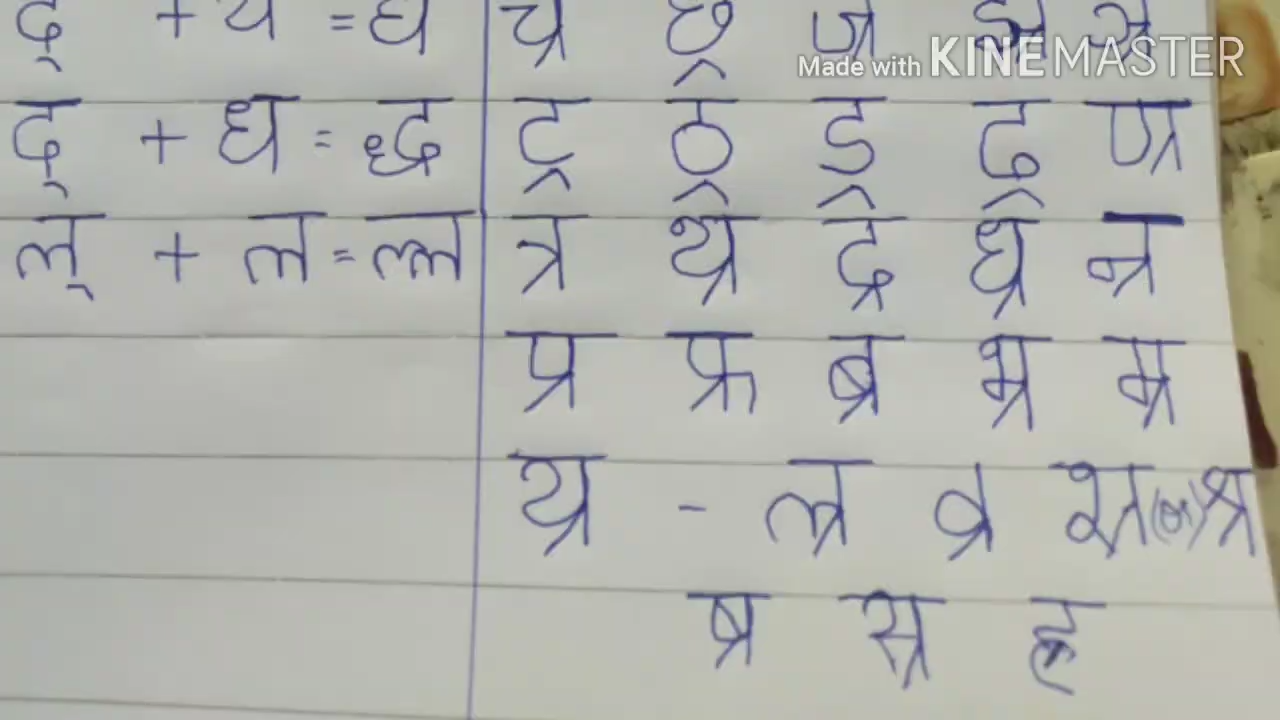 द् + य = द्य च्र छ्र ज्र झ्र ञ्र
Made with KINEMASTER
द् + ध = द्ध ट्र ठ्र ड्र ढ्र ण्र
ल् + ल = ल्ल त्र थ्र द्र ध्र न्र
प्र फ्र ब्र भ्र म्र
य्र - ल्र व्र श्र (क) श्र
ष्र स्र ह्र